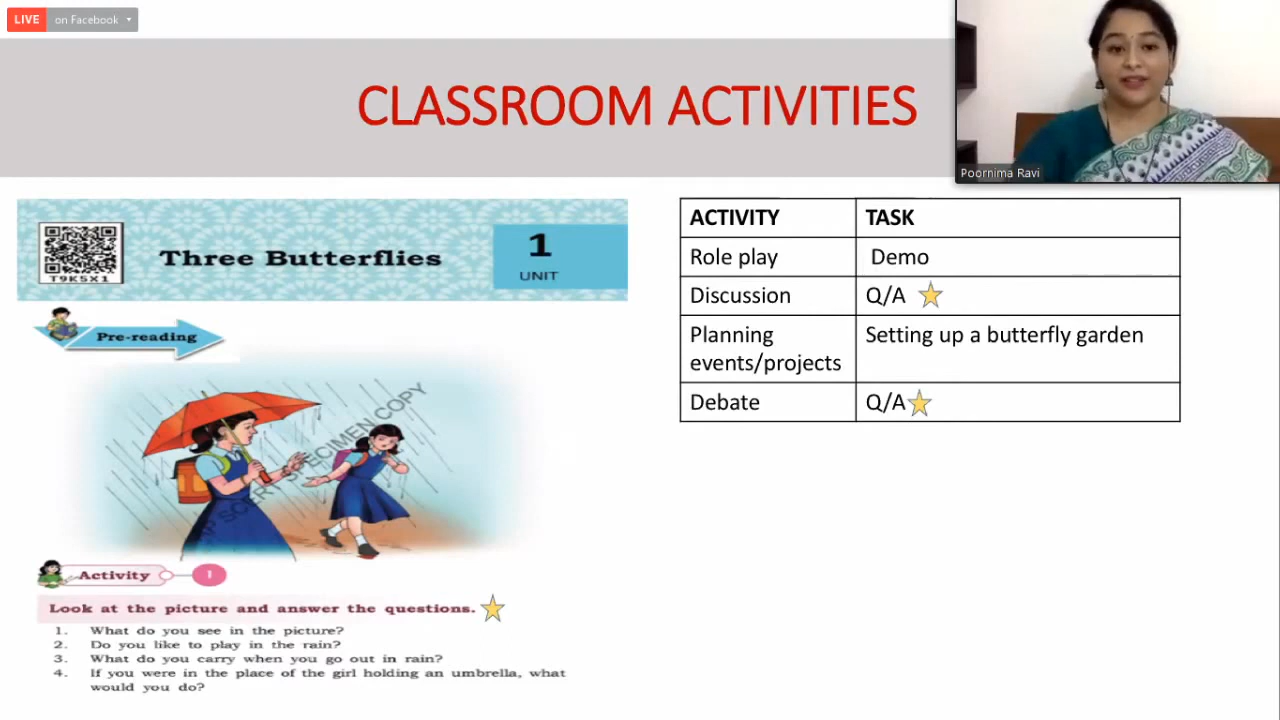 LIVE on Facebook
CLASSROOM ACTIVITIES
Poornima Ravi
T9K5X1
Three Butterflies
1
UNIT
Pre-reading
SPECIMEN COPY
Activity 1
Look at the picture and answer the questions.
1. What do you see in the picture?
2. Do you like to play in the rain?
3. What do you carry when you go out in rain?
4. If you were in the place of the girl holding an umbrella, what
would you do?
ACTIVITY TASK
Role play Demo
Discussion Q/A
Planning Setting up a butterfly garden
events/projects
Debate Q/A